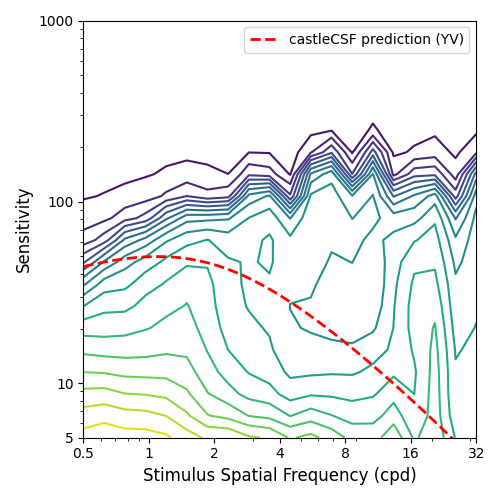 1000
castleCSF prediction (YV)
100
10
5
Sensitivity
0.5 1 2 4 8 16 32
Stimulus Spatial Frequency (cpd)